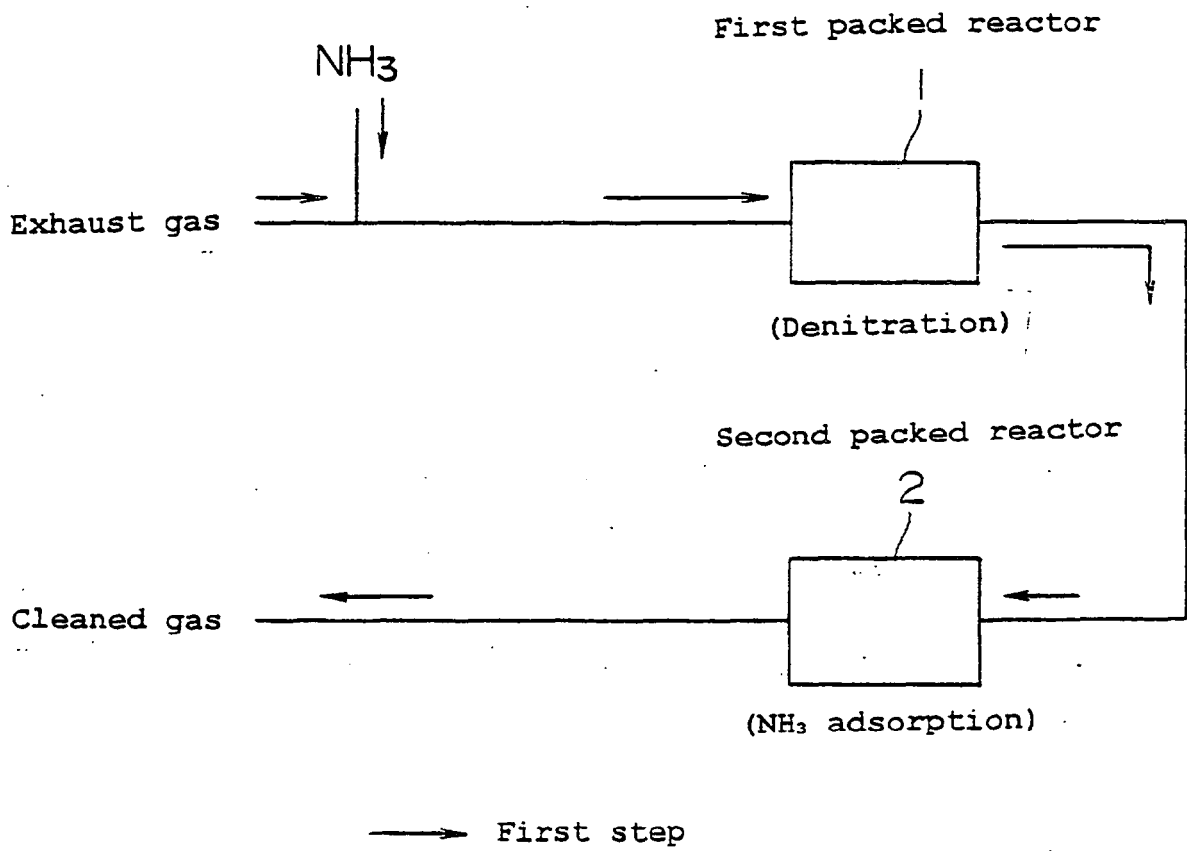 First packed reactor
1
NH3
Exhaust gas
(Denitration)
Second packed reactor
2
Cleaned gas
(NH₃ adsorption)
First step